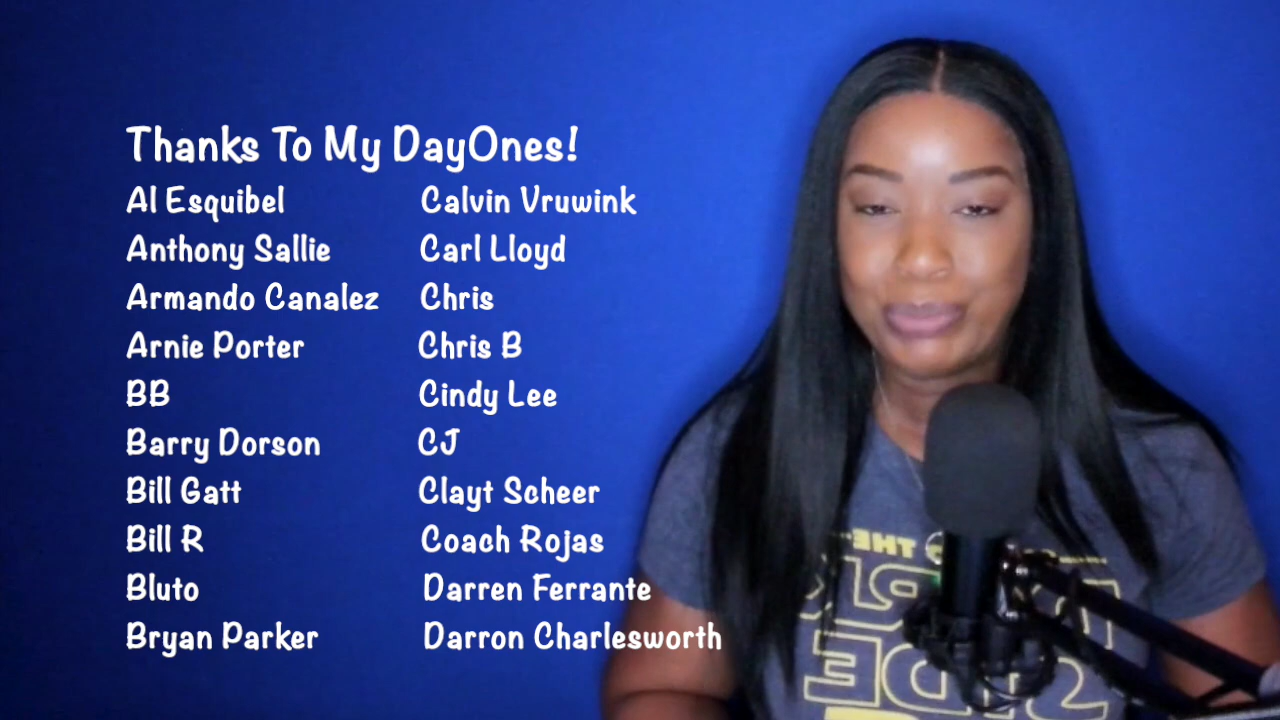 Thanks To My DayOnes!
Al Esquibel
Anthony Sallie
Armando Canalez
Arnie Porter
BB
Barry Dorson
Bill Gatt
Bill R
Bluto
Bryan Parker
Calvin Vruwink
Carl Lloyd
Chris
Chris B
Cindy Lee
CJ
Clayt Scheer
Coach Rojas
Darren Ferrante
Darron Charlesworth
THE
SIDE